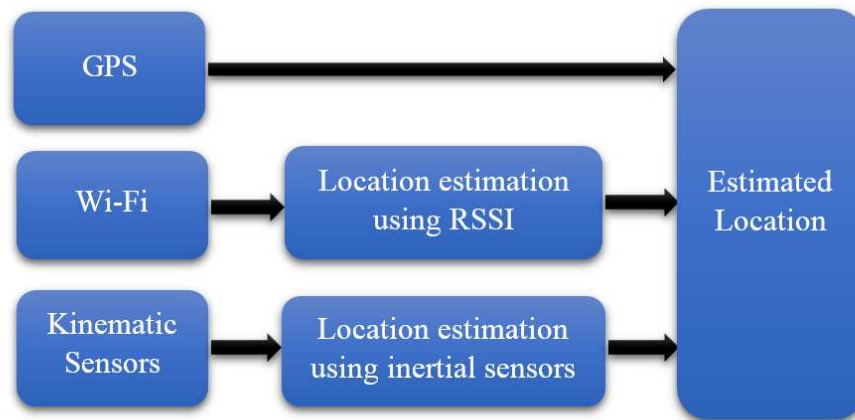 GPS
Wi-Fi
Location estimation
using RSSI
Estimated
Location
Kinematic
Sensors
Location estimation
using inertial sensors